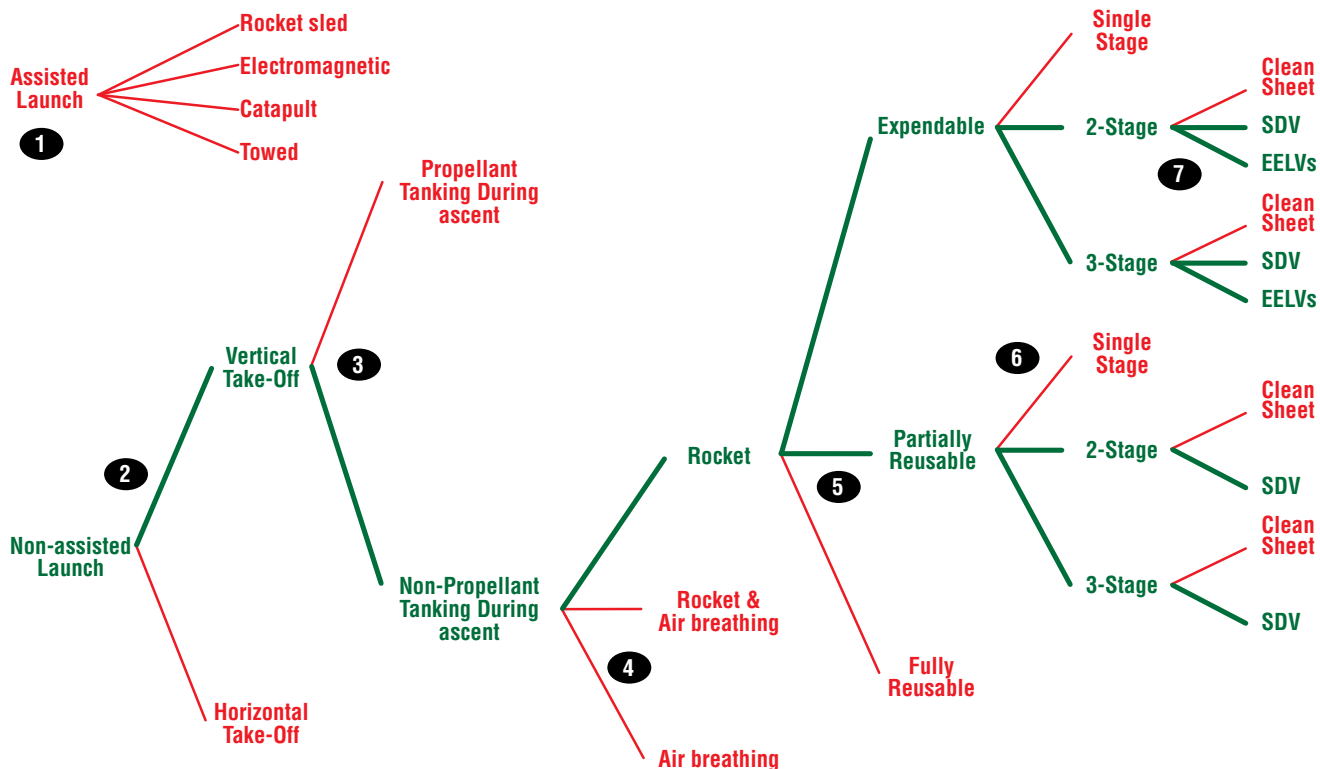 Assisted
Launch
1
Rocket sled
Electromagnetic
Catapult
Towed
Non-assisted
Launch
2
Vertical
Take-Off
Horizontal
Take-Off
3
Propellant
Tanking During
ascent
Non-Propellant
Tanking During
ascent
4
Rocket
Rocket &
Air breathing
Air breathing
5
Expendable
Partially
Reusable
Fully
Reusable
Single
Stage
2-Stage
7
3-Stage
Clean
Sheet
SDV
EELVs
Clean
Sheet
SDV
EELVs
6
Single
Stage
2-Stage
3-Stage
Clean
Sheet
SDV
Clean
Sheet
SDV